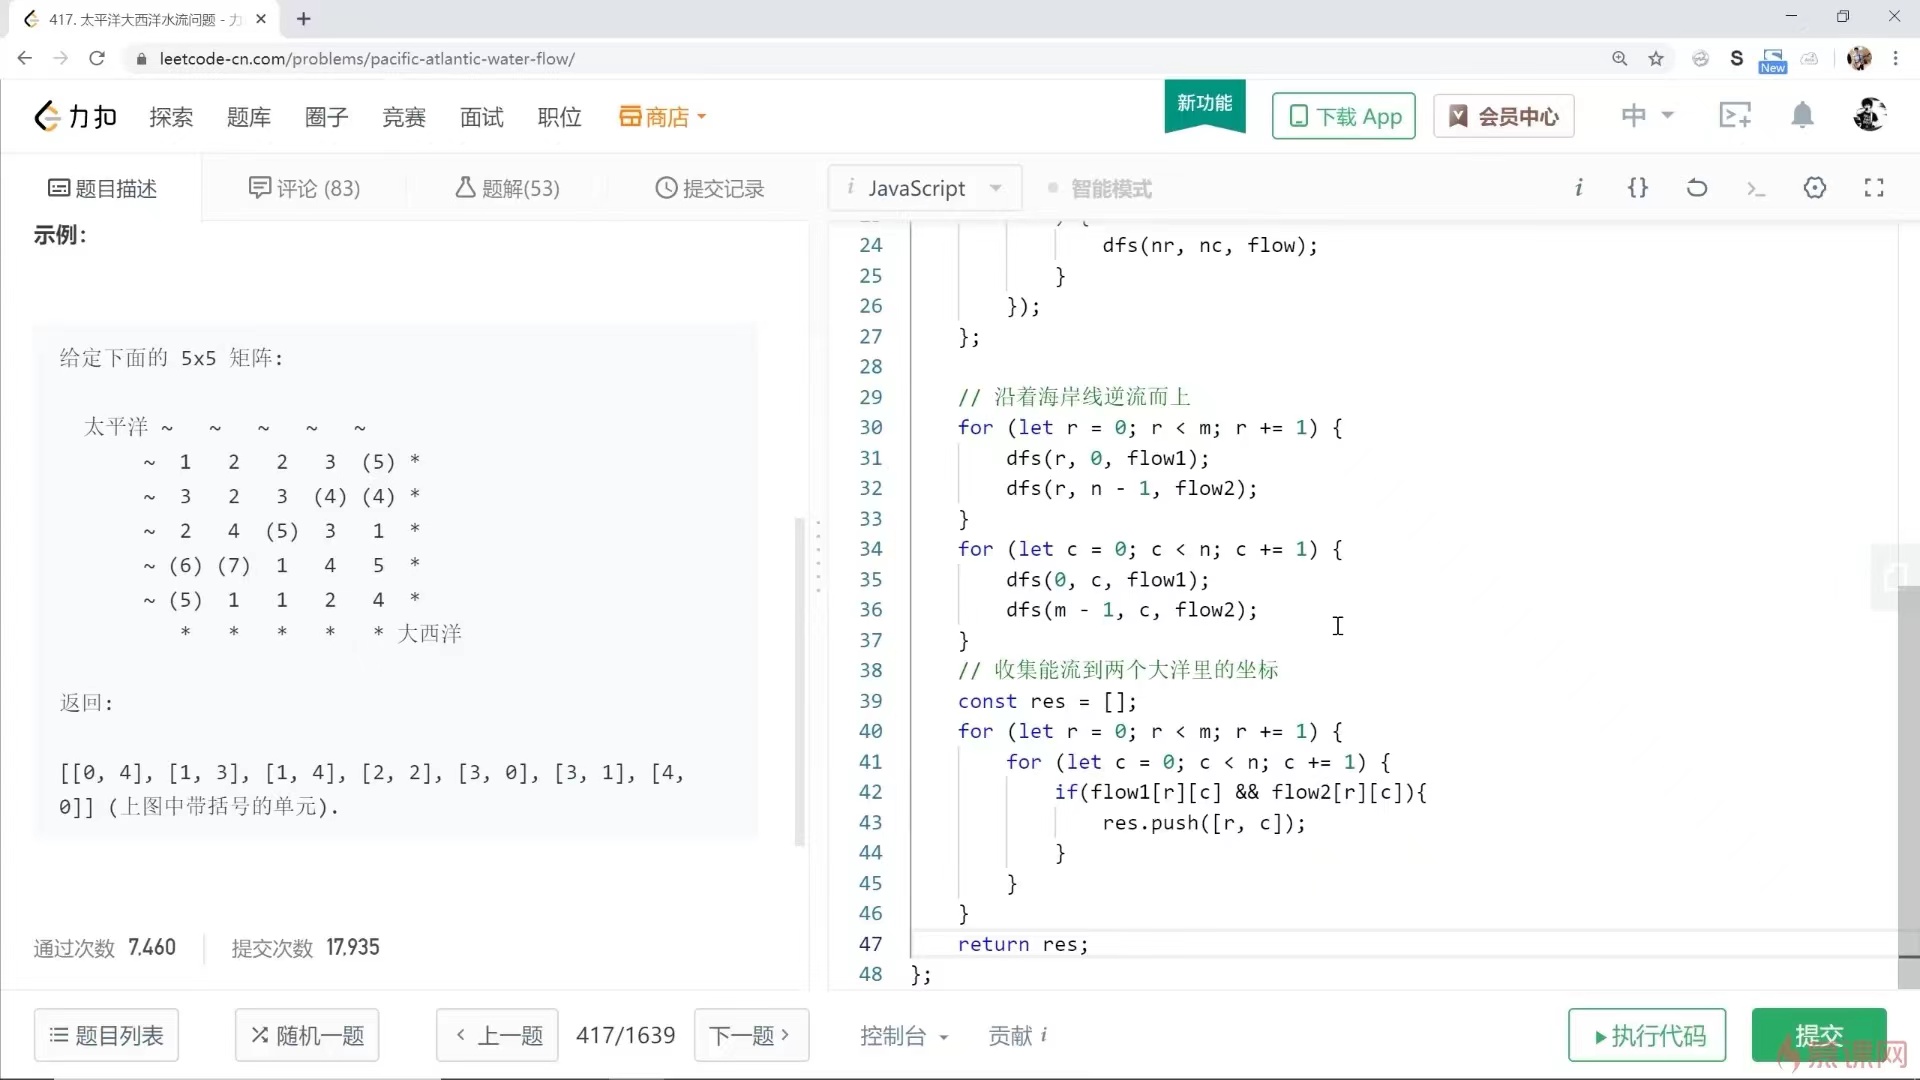 417. 太平洋大西洋水流问题 - 力
leetcode-cn.com/problems/pacific-atlantic-water-flow/
S
New
力扣 探索 题库 圈子 竞赛 面试 职位 商店
新功能
下载 App
会员中心
中
题目描述
评论 (83)
题解(53)
提交记录
i JavaScript
智能模式
i {}
示例:
给定下面的 5x5 矩阵:
太平洋 ~ ~ ~ ~ ~
~ 1 2 2 3 (5) *
~ 3 2 3 (4) (4) *
~ 2 4 (5) 3 1 *
~ (6) (7) 1 4 5 *
~ (5) 1 1 2 4 *
* * * * * 大西洋
返回:
[[0, 4], [1, 3], [1, 4], [2, 2], [3, 0], [3, 1], [4,
0]] (上图中带括号的单元).
通过次数 7,460
提交次数 17,935
24 dfs(nr, nc, flow);
25 }
26 });
27 };
28
29 // 沿着海岸线逆流而上
30 for (let r = 0; r < m; r += 1) {
31 dfs(r, 0, flow1);
32 dfs(r, n - 1, flow2);
33 }
34 for (let c = 0; c < n; c += 1) {
35 dfs(0, c, flow1);
36 dfs(m - 1, c, flow2);
37 }
38 // 收集能流到两个大洋里的坐标
39 const res = [];
40 for (let r = 0; r < m; r += 1) {
41 for (let c = 0; c < n; c += 1) {
42 if(flow1[r][c] && flow2[r][c]){
43 res.push([r, c]);
44 }
45 }
46 }
47 return res;
48 };
题目列表
随机一题
上一题
417/1639
下一题
控制台
贡献 i
执行代码
提交
慕课网